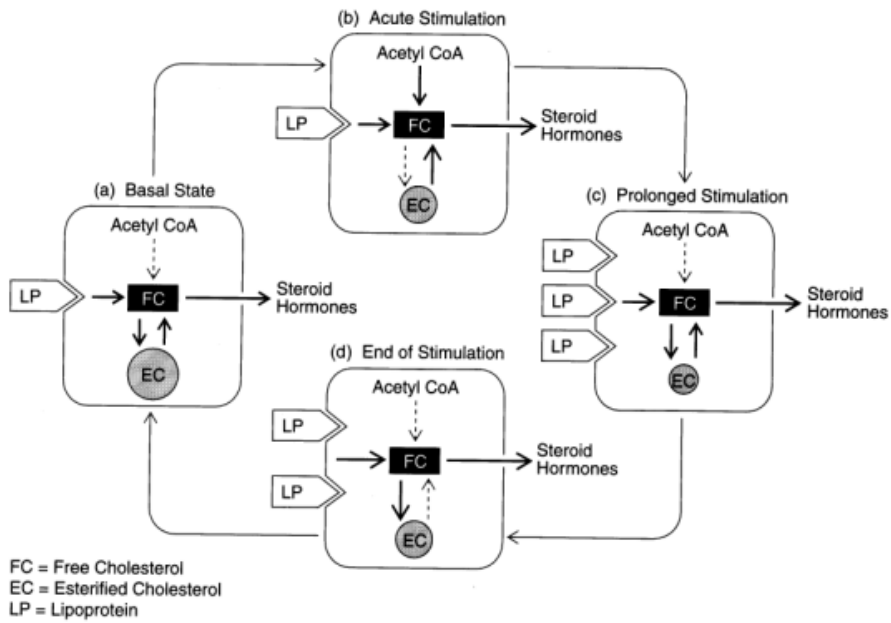 (b) Acute Stimulation
Acetyl CoA
LP
FC
Steroid
Hormones
EC
(a) Basal State
Acetyl CoA
LP
FC
Steroid
Hormones
EC
(c) Prolonged Stimulation
Acetyl CoA
LP
LP
FC
Steroid
Hormones
LP
EC
(d) End of Stimulation
Acetyl CoA
LP
FC
Steroid
Hormones
LP
EC
FC = Free Cholesterol
EC = Esterified Cholesterol
LP = Lipoprotein